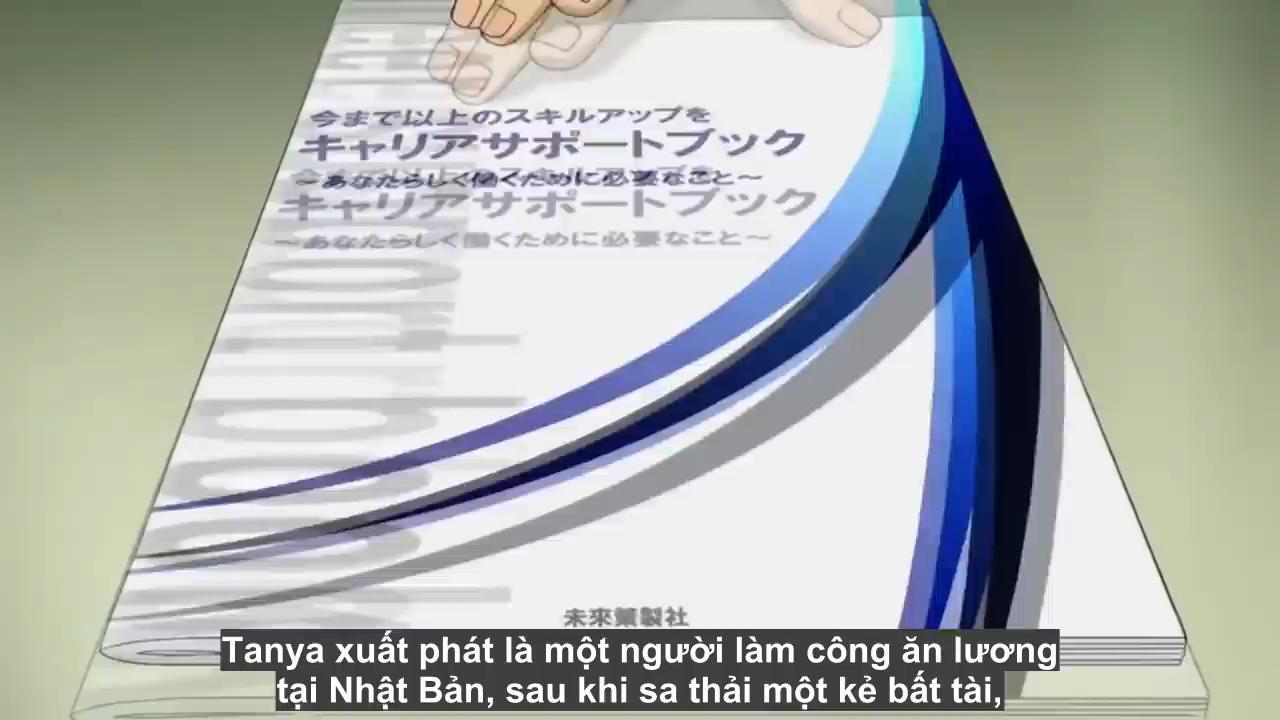 今まで以上のスキルアップを
キャリアサポートブック
~あなたらしく働くために必要なこと~
キャリアサポートブック
~あなたらしく働くために必要なこと~
未來策製社
Tanya xuất phát là một người làm công ăn lương
tại Nhật Bản, sau khi sa thải một kẻ bất tài,